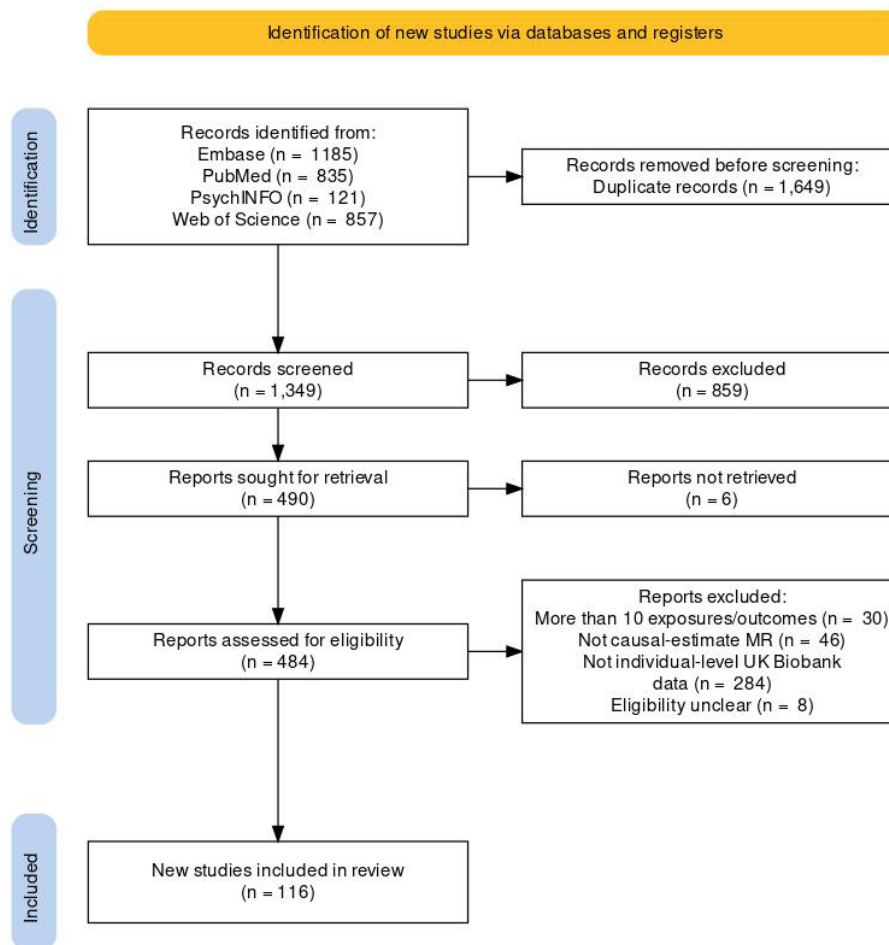 Identification of new studies via databases and registers
Identification
Records identified from:
Embase (n = 1185)
PubMed (n = 835)
PsychINFO (n = 121)
Web of Science (n = 857)
Records removed before screening:
Duplicate records (n = 1,649)
Screening
Records screened
(n = 1,349)
Records excluded
(n = 859)
Reports sought for retrieval
(n = 490)
Reports not retrieved
(n = 6)
Reports assessed for eligibility
(n = 484)
Reports excluded:
More than 10 exposures/outcomes (n = 30)
Not causal-estimate MR (n = 46)
Not individual-level UK Biobank
data (n = 284)
Eligibility unclear (n = 8)
Included
New studies included in review
(n = 116)